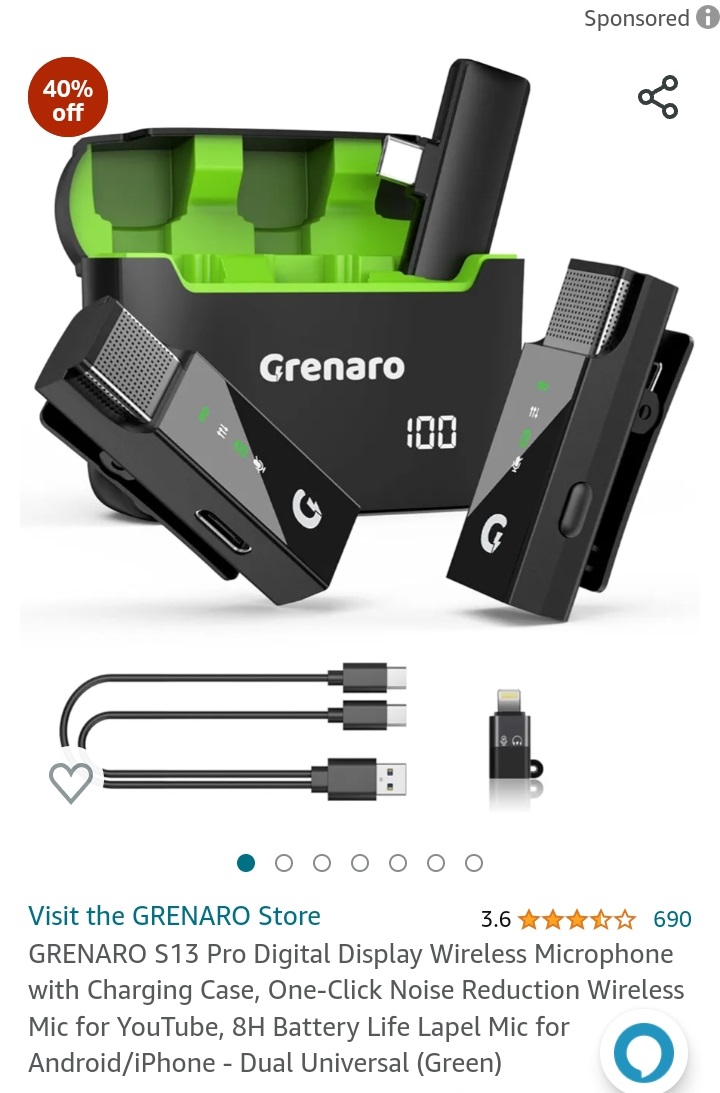 Sponsored
40%
off
Grenaro
100
Visit the GRENARO Store
3.6
690
GRENARO S13 Pro Digital Display Wireless Microphone
with Charging Case, One-Click Noise Reduction Wireless
Mic for YouTube, 8H Battery Life Lapel Mic for
Android/iPhone - Dual Universal (Green)